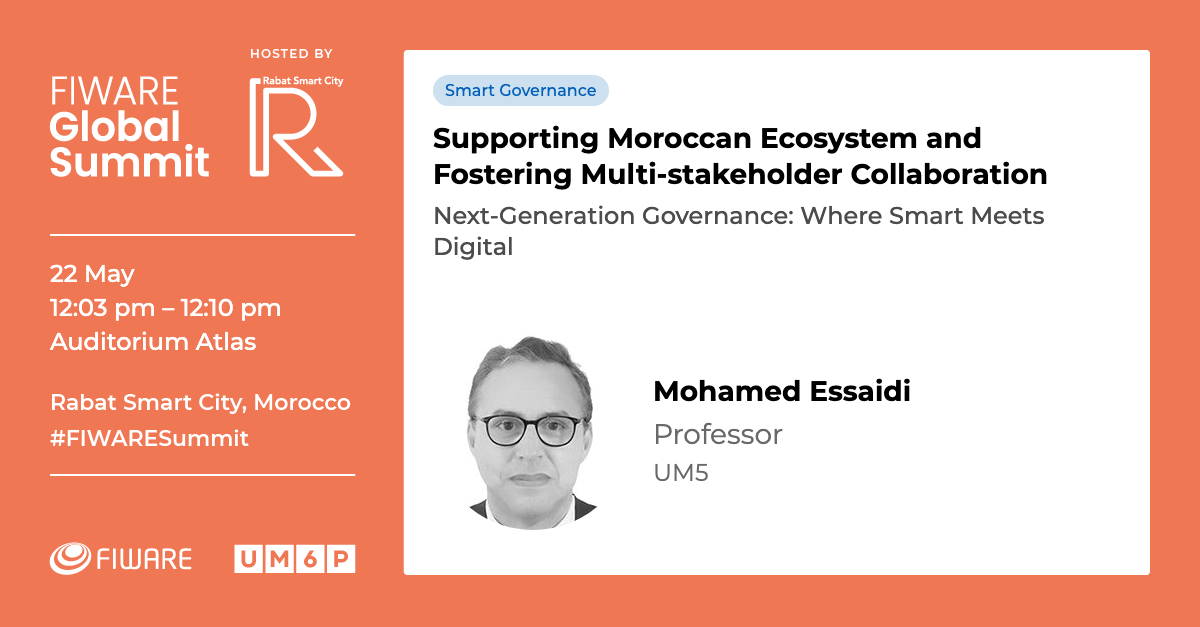 HOSTED BY
FIWARE
Global
Summit
Rabat Smart City
R
22 May
12:03 pm – 12:10 pm
Auditorium Atlas
Rabat Smart City, Morocco
#FIWARESummit
FIWARE
UM6P
Smart Governance
Supporting Moroccan Ecosystem and
Fostering Multi-stakeholder Collaboration
Next-Generation Governance: Where Smart Meets
Digital
Mohamed Essaidi
Professor
UM5